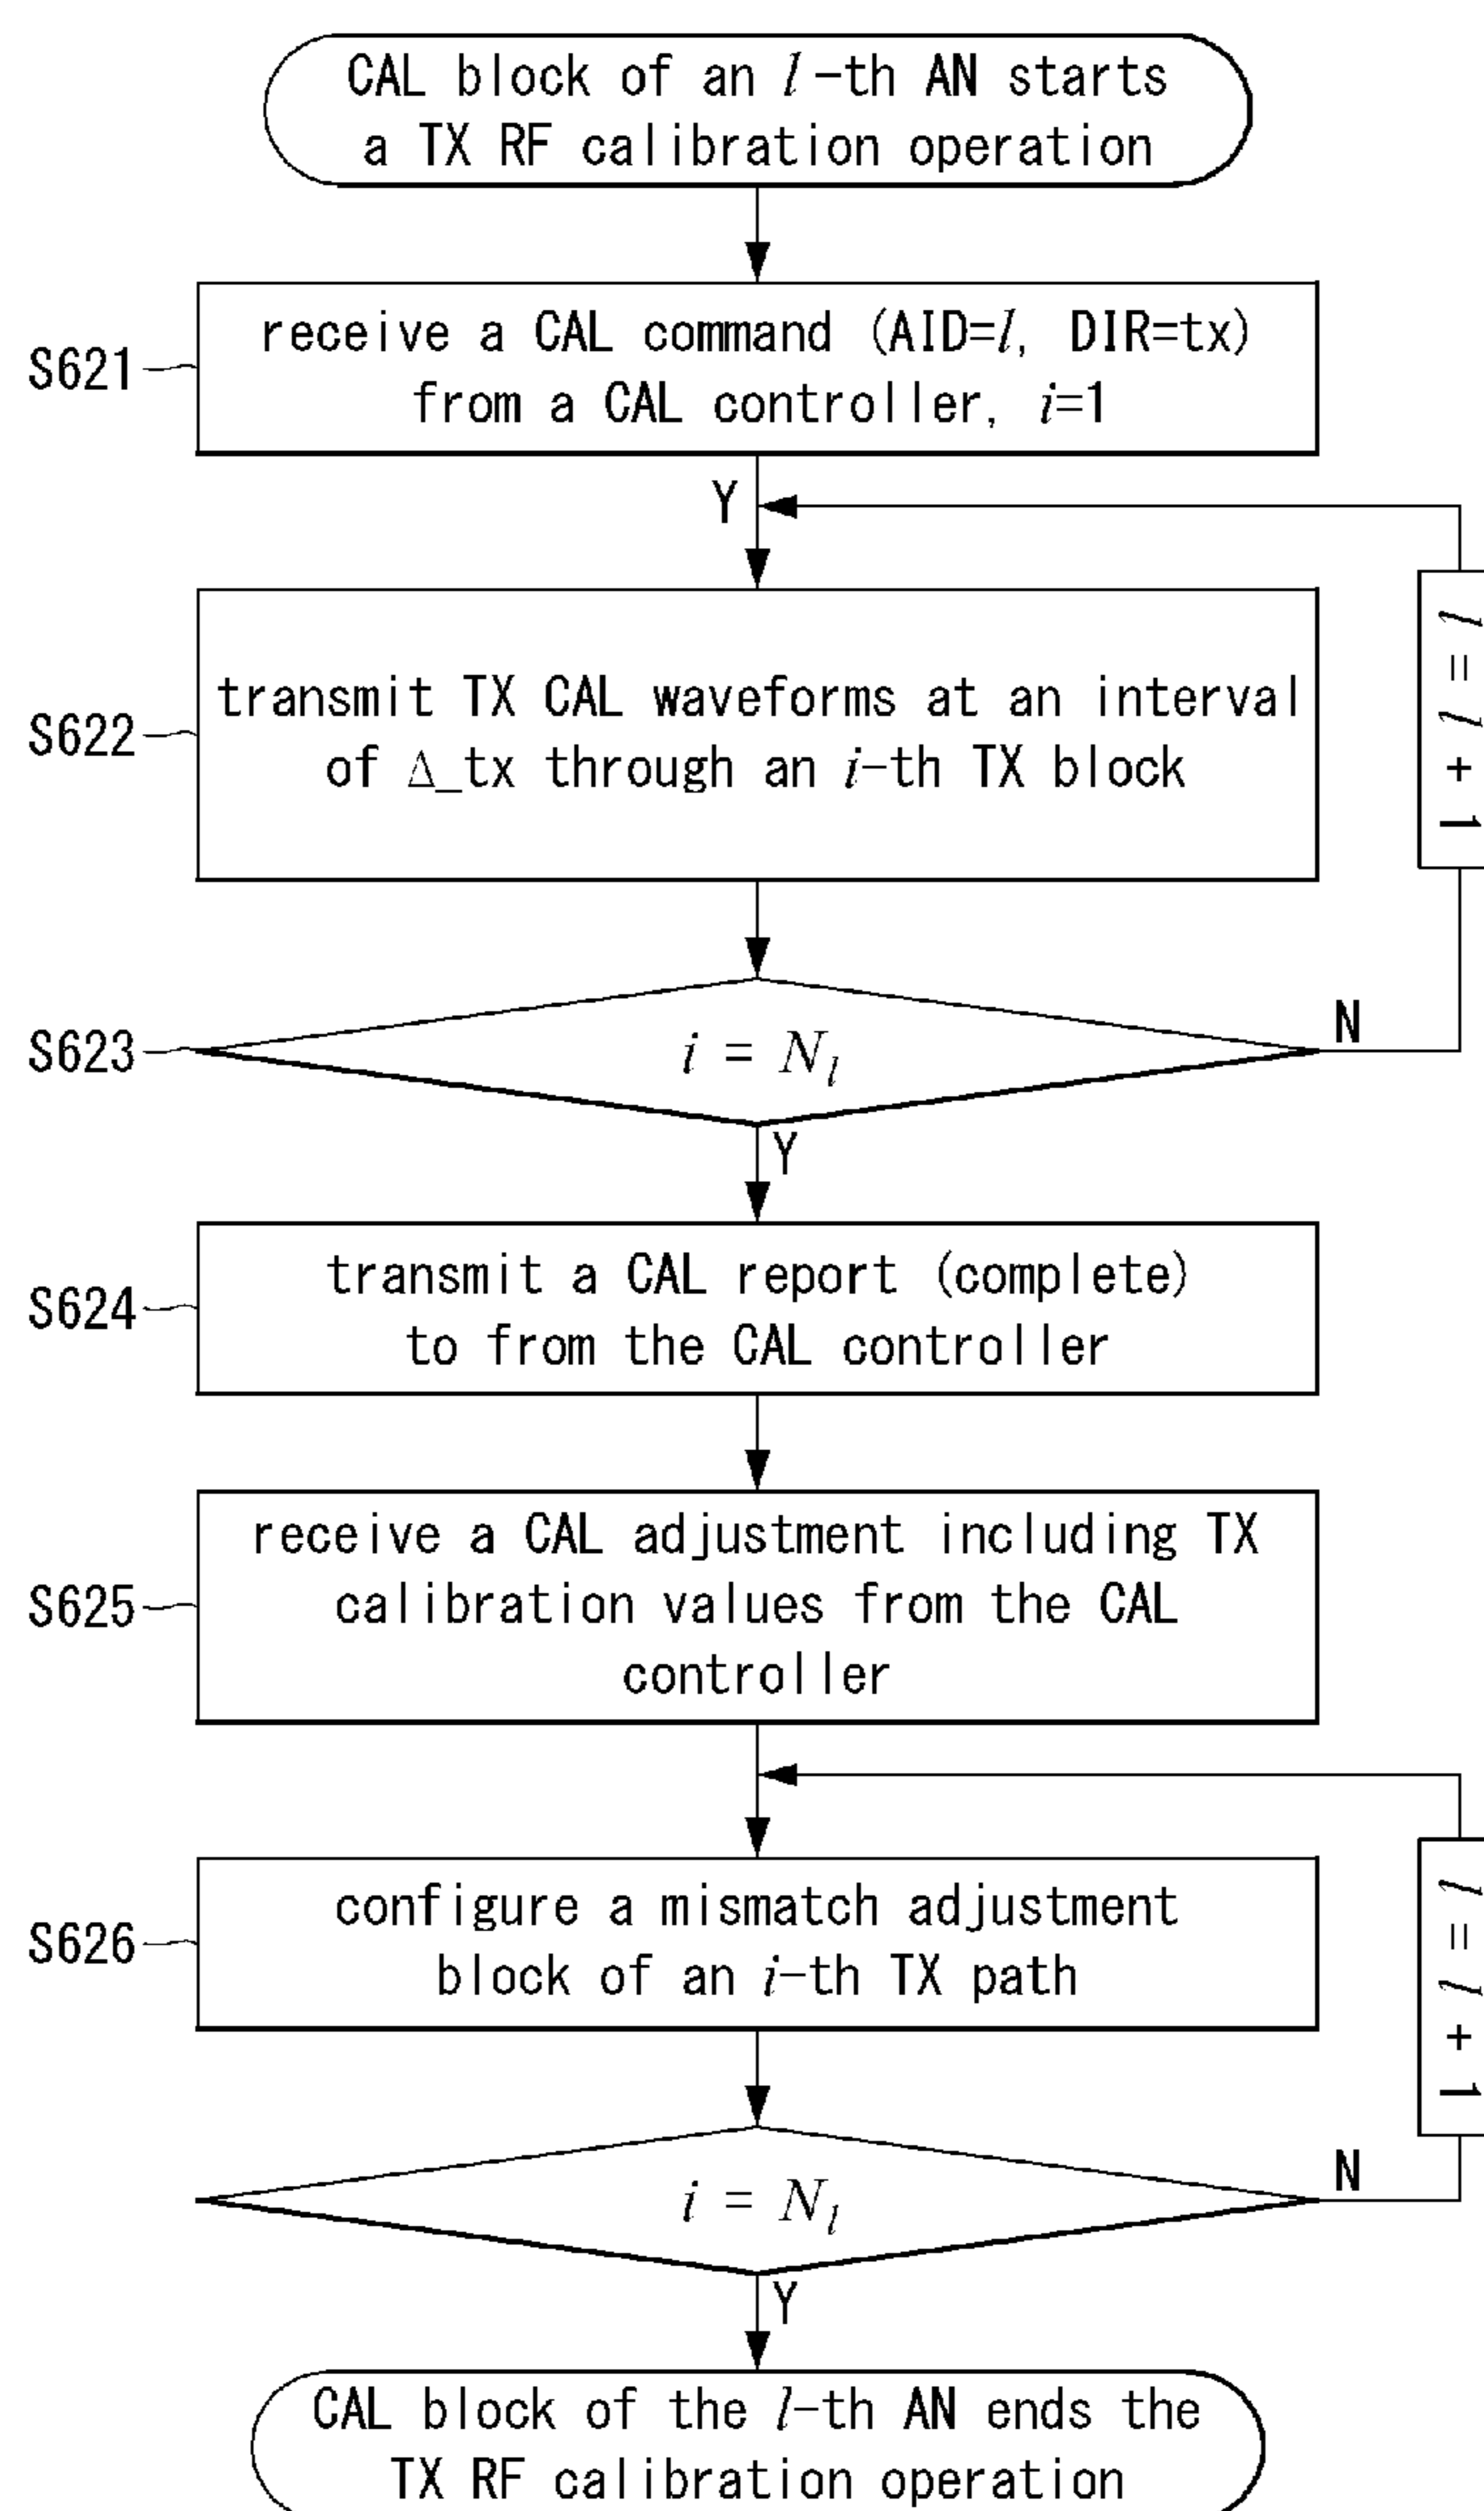 CAL block of an l-th AN starts
a TX RF calibration operation
S621
receive a CAL command (AID=l, DIR=tx)
from a CAL controller, i=1
Y
S622
transmit TX CAL waveforms at an interval
of Δ_tx through an i-th TX block
l = l + 1
S623
i = N_l
N
Y
S624
transmit a CAL report (complete)
to from the CAL controller
S625
receive a CAL adjustment including TX
calibration values from the CAL
controller
S626
configure a mismatch adjustment
block of an i-th TX path
l = l + 1
i = N_l
N
Y
CAL block of the l-th AN ends the
TX RF calibration operation